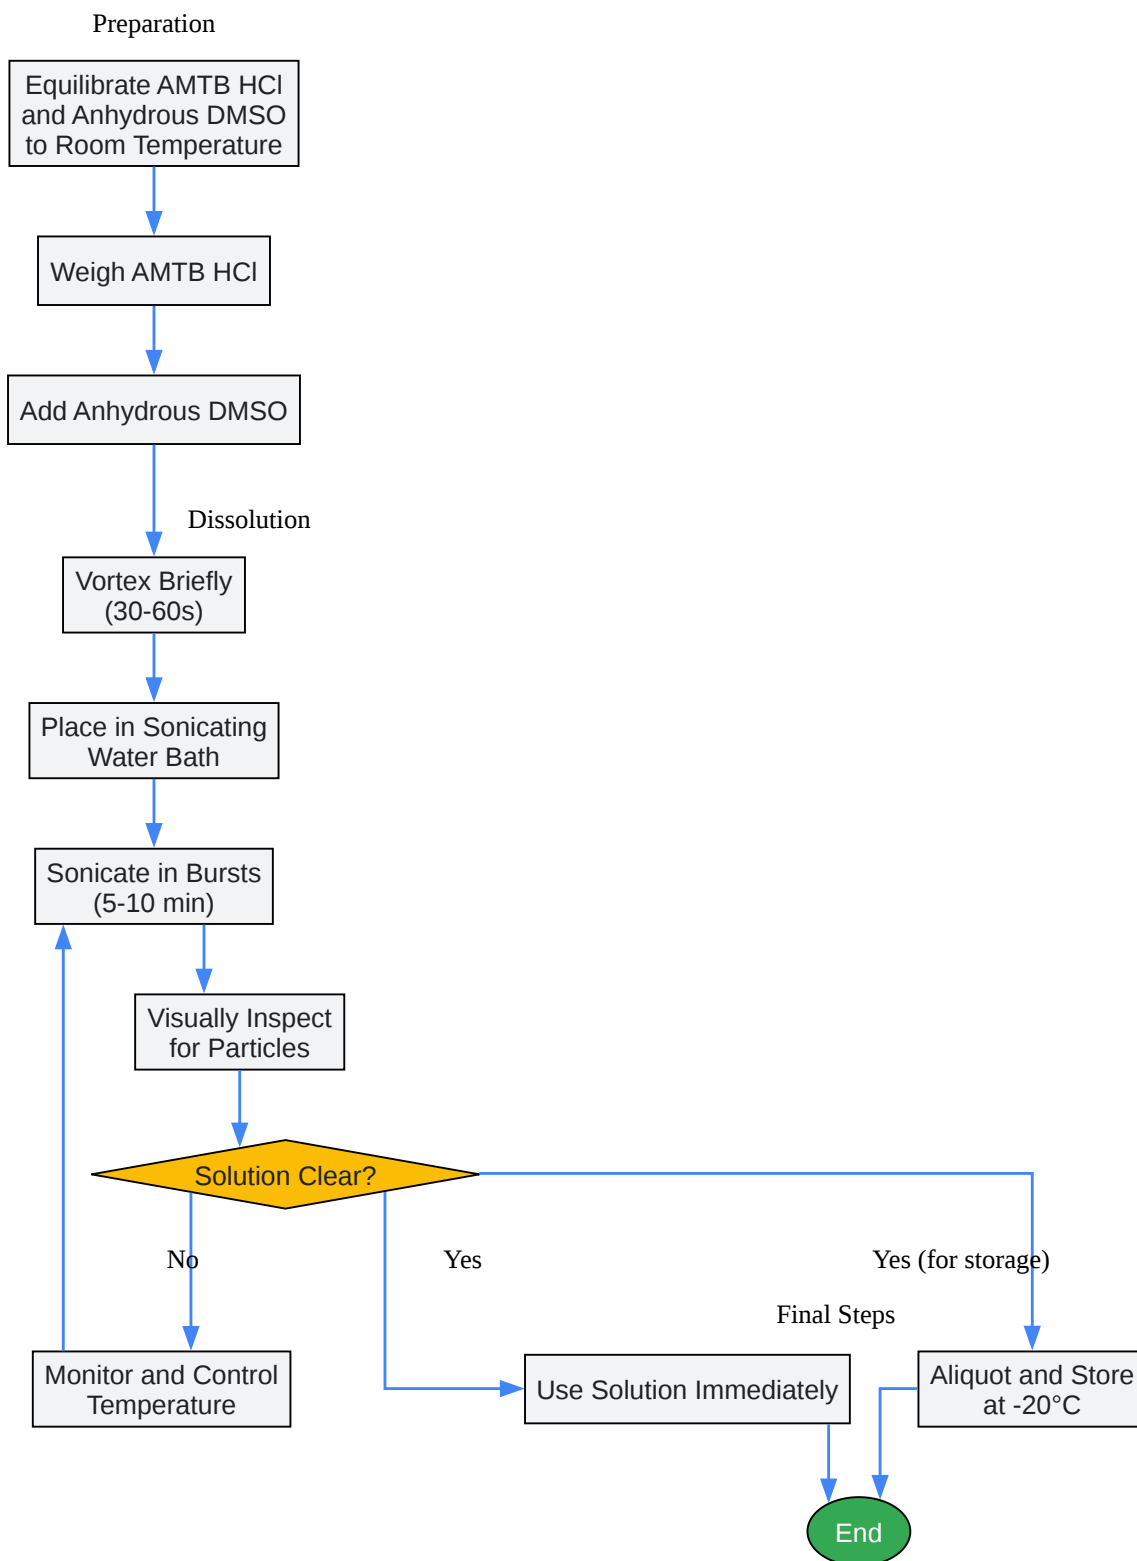 Preparation
Equilibrate AMTB HCl
and Anhydrous DMSO
to Room Temperature
Weigh AMTB HCl
Add Anhydrous DMSO
Dissolution
Vortex Briefly
(30-60s)
Place in Sonicating
Water Bath
Sonicate in Bursts
(5-10 min)
Visually Inspect
for Particles
Solution Clear?
No
Yes
Yes (for storage)
Final Steps
Monitor and Control
Temperature
Use Solution Immediately
Aliquot and Store
at -20°C
End